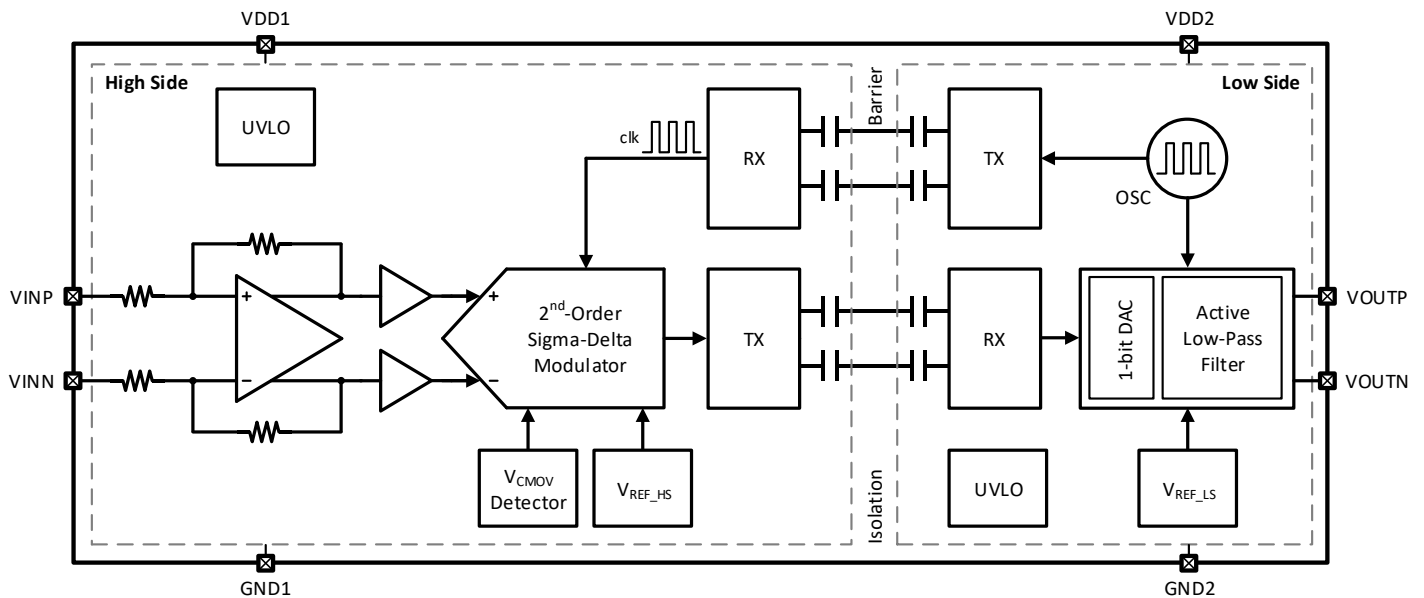 VDD1
VDD2
High Side
Low Side
UVLO
clk
RX
Barrier
TX
OSC
VINP
VINN
+
−
+
−
2nd-Order
Sigma-Delta
Modulator
TX
RX
1-bit DAC
Active
Low-Pass
Filter
VOUTP
VOUTN
VCMOV
Detector
VREF_HS
Isolation
UVLO
VREF_LS
GND1
GND2